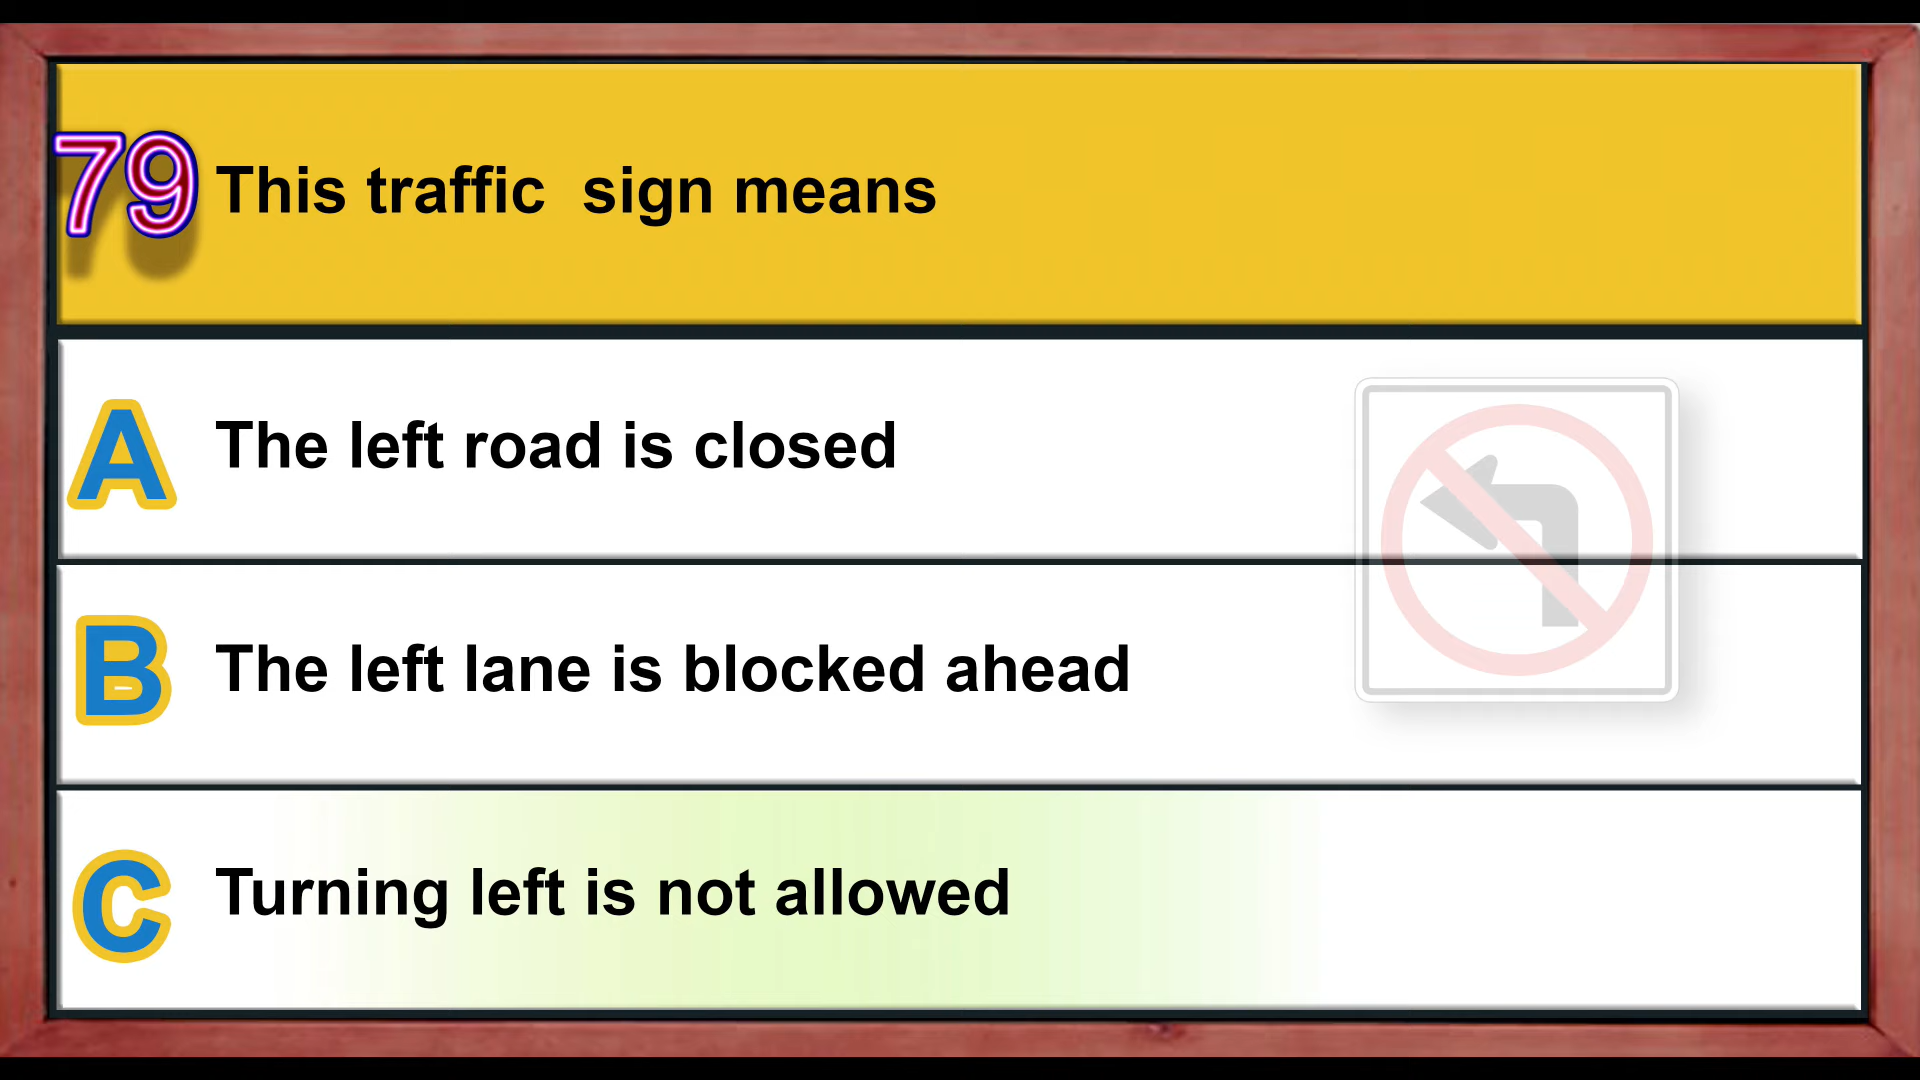 79 This traffic sign means
A The left road is closed
B The left lane is blocked ahead
C Turning left is not allowed